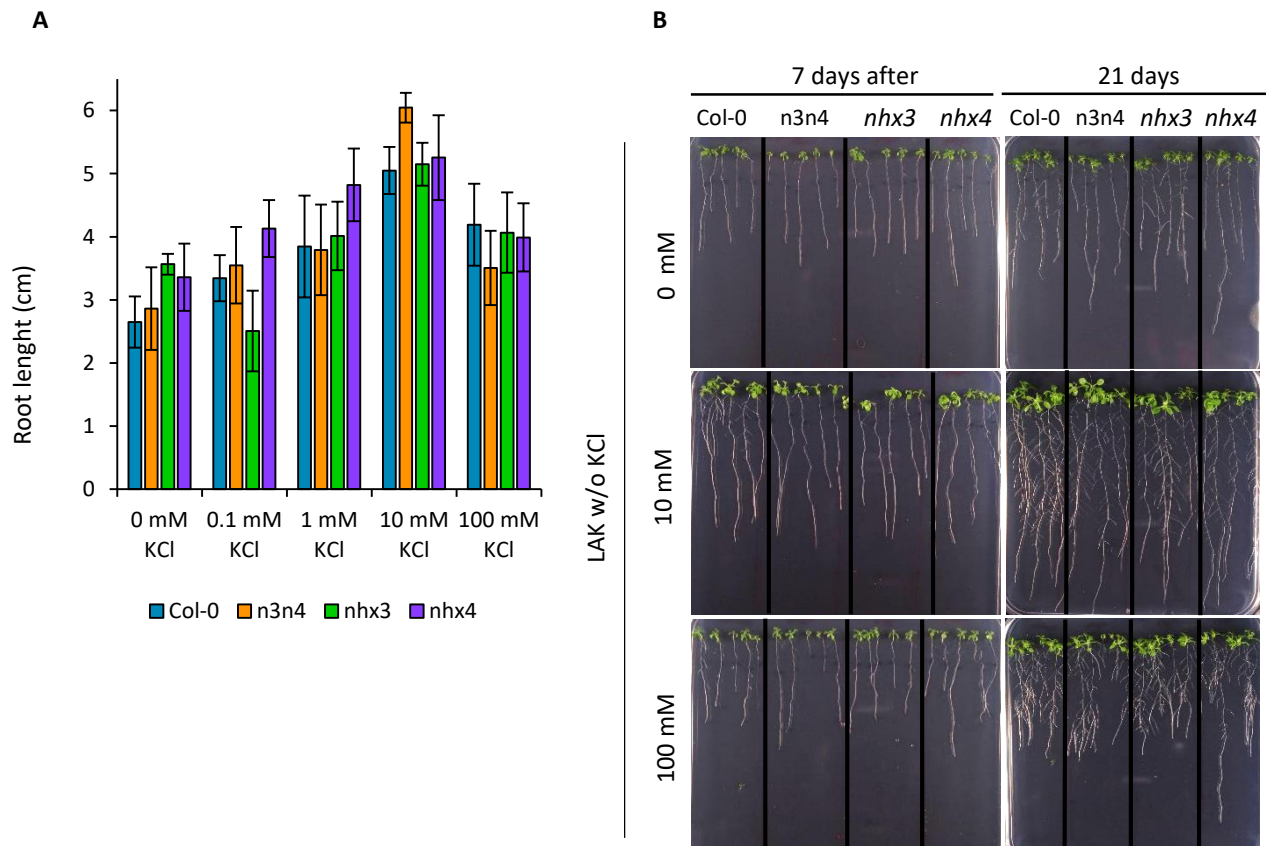 A
Root lenght (cm)
6
5
4
3
2
1
0
0 mM
KCl
0.1 mM
KCl
1 mM
KCl
10 mM
KCl
100 mM
KCl
Col-0
n3n4
nhx3
nhx4
B
7 days after
21 days
Col-0 n3n4 nhx3 nhx4
Col-0 n3n4 nhx3 nhx4
LAK w/o KCl
0 mM
10 mM
100 mM